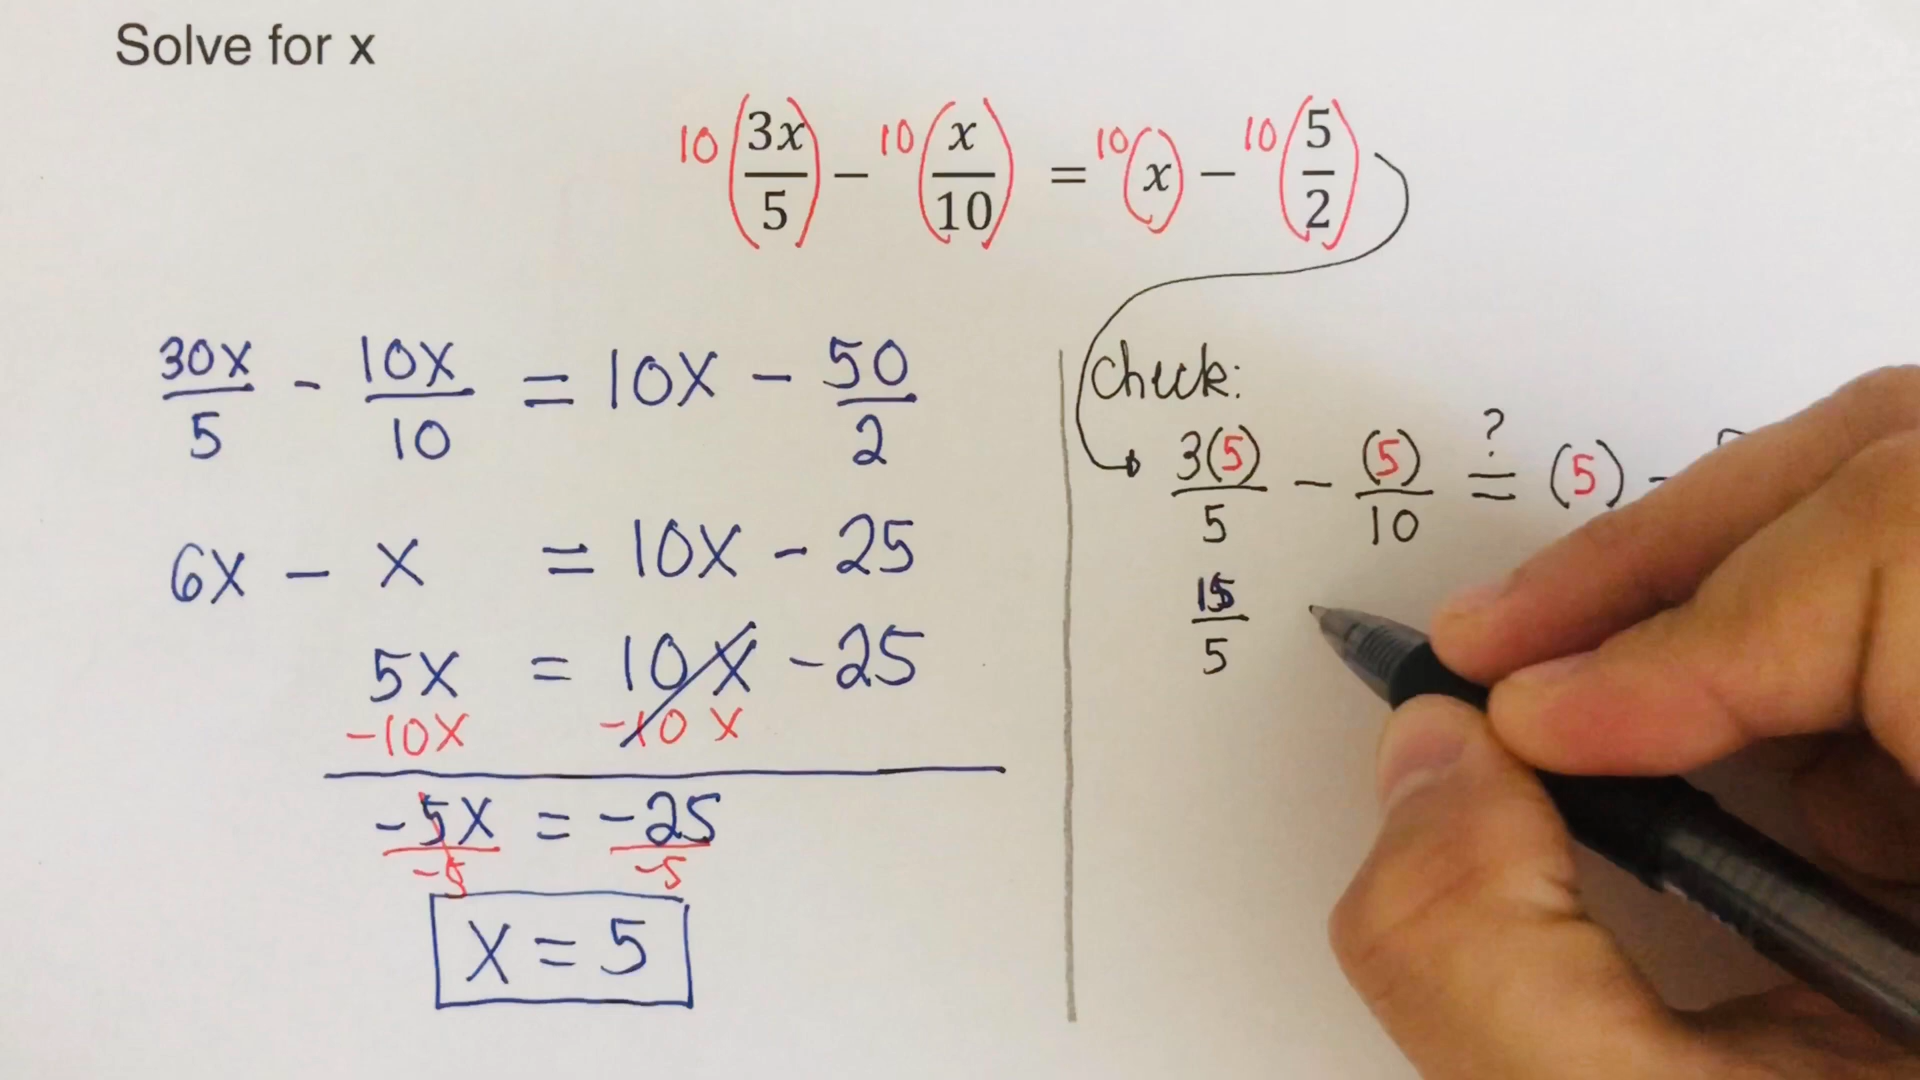 Solve for x
10(3x/5) − 10(x/10) = 10(x) − 10(5/2)
30x/5 - 10x/10 = 10x - 50/2
6x - x = 10x - 25
5x = 10x - 25
-10x -10x
-5x = -25
-5 -5
x = 5
Check:
3(5)/5 - (5)/10 ?= (5) -
15/5